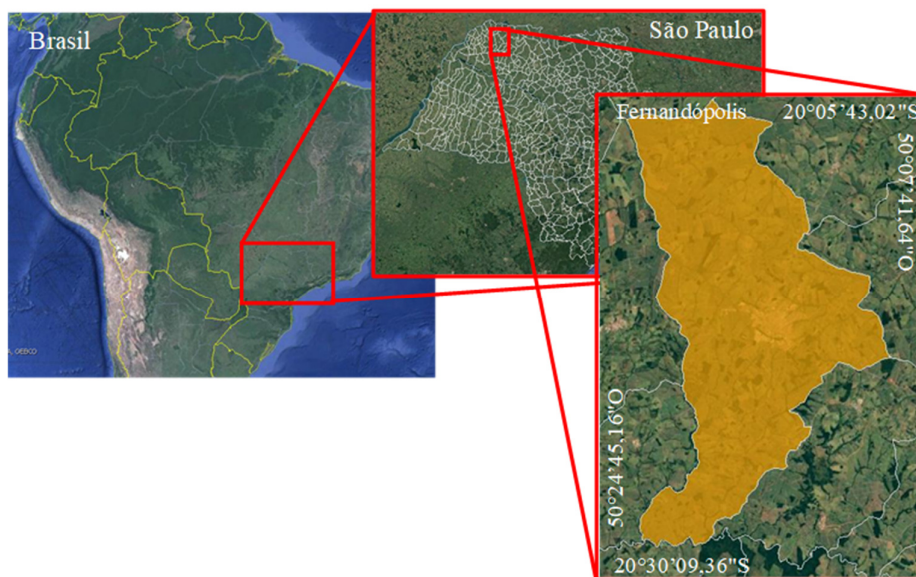 Brasil
São Paulo
Fernandópolis
20°05'43,02"S
50°07'41,64"O
50°24'45,16"O
20°30'09,36"S
GEBCO